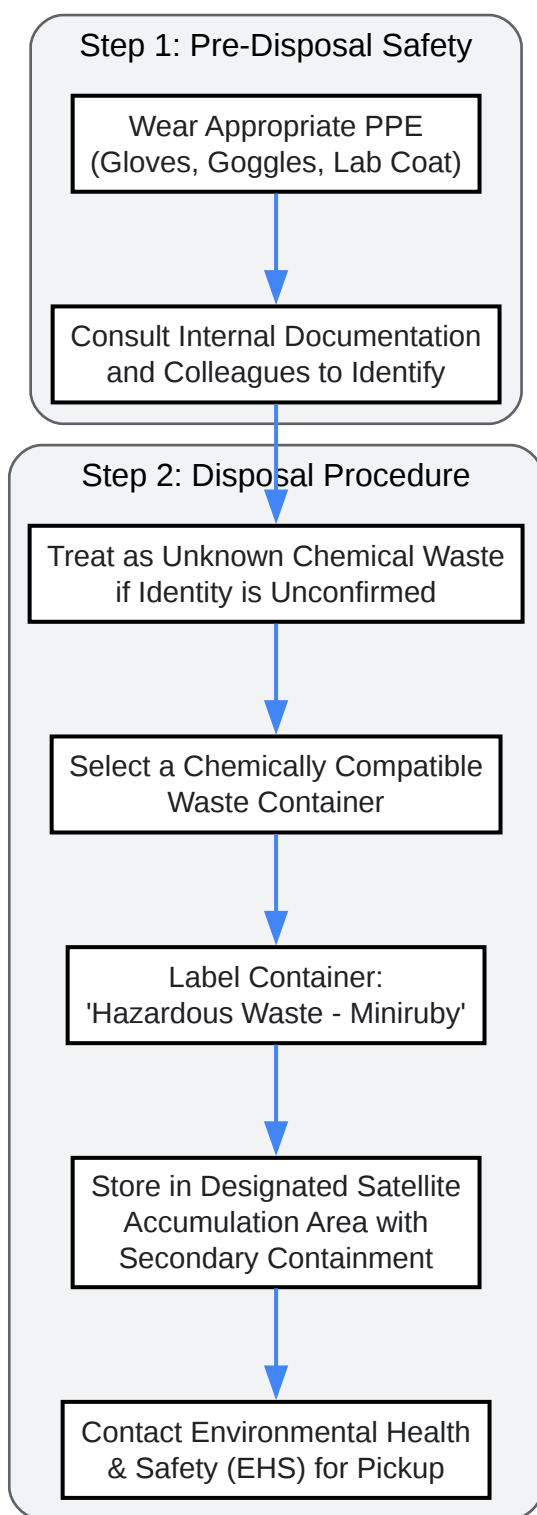 Step 1: Pre-Disposal Safety
Wear Appropriate PPE
(Gloves, Goggles, Lab Coat)
Consult Internal Documentation
and Colleagues to Identify
Step 2: Disposal Procedure
Treat as Unknown Chemical Waste
if Identity is Unconfirmed
Select a Chemically Compatible
Waste Container
Label Container:
'Hazardous Waste - Miniruby'
Store in Designated Satellite
Accumulation Area with
Secondary Containment
Contact Environmental Health
& Safety (EHS) for Pickup